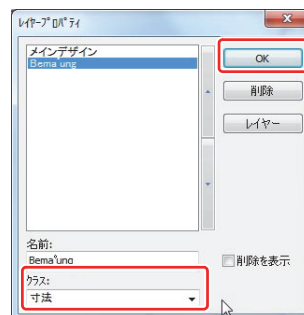 レイヤープロパティ
メインデザイン
Bema ung
OK
削除
レイヤー
名前:
Bema'ung
削除を表示
クラス:
寸法